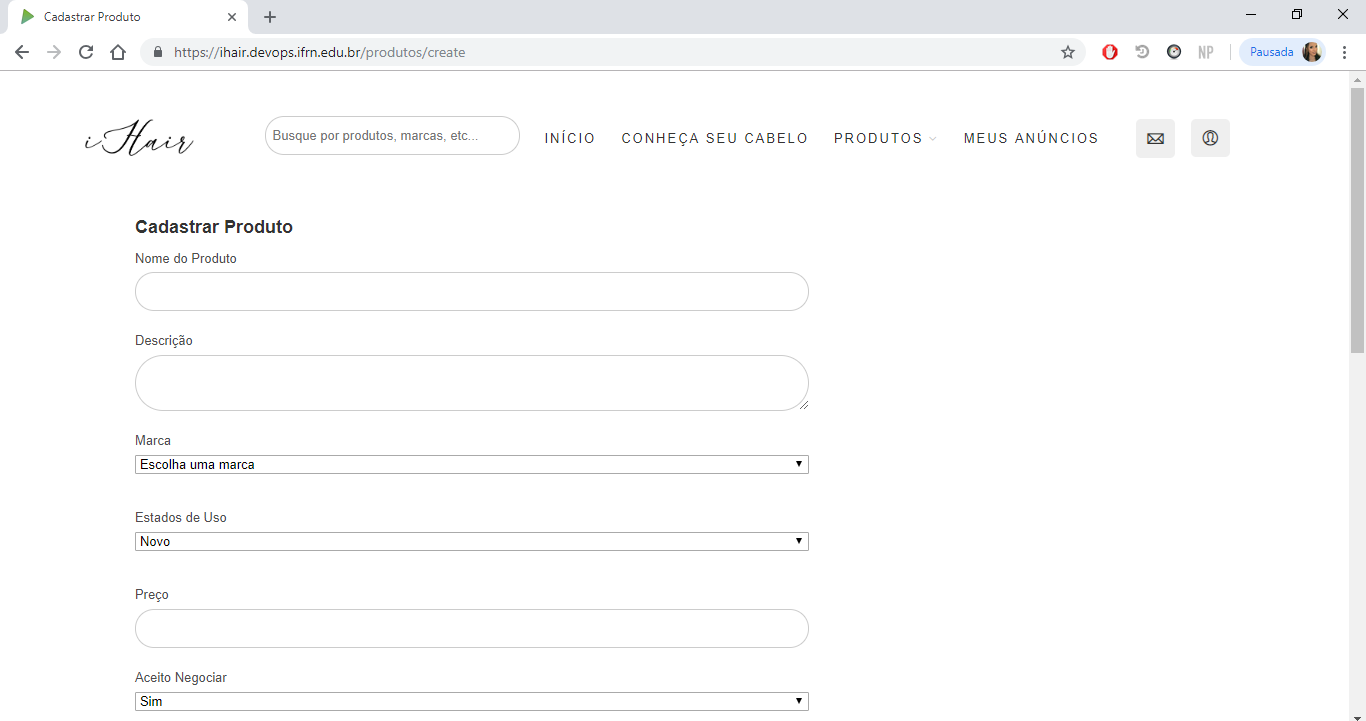 Cadastrar Produto
https://ihair.devops.ifrn.edu.br/produtos/create
NP
Pausada
iHair
Busque por produtos, marcas, etc...
INÍCIO CONHEÇA SEU CABELO PRODUTOS MEUS ANÚNCIOS
Cadastrar Produto
Nome do Produto
Descrição
Marca
Escolha uma marca
Estados de Uso
Novo
Preço
Aceito Negociar
Sim